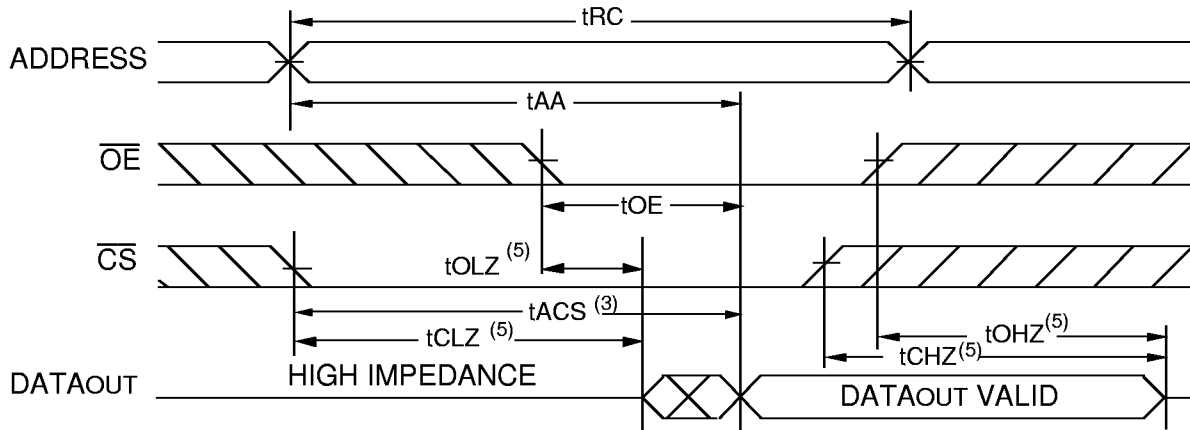 tRC
ADDRESS
tAA
OE
tOE
CS
tOLZ (5)
tACS (3)
tCLZ (5)
tOHZ(5)
tCHZ(5)
HIGH IMPEDANCE
DATAOUT
DATAOUT VALID